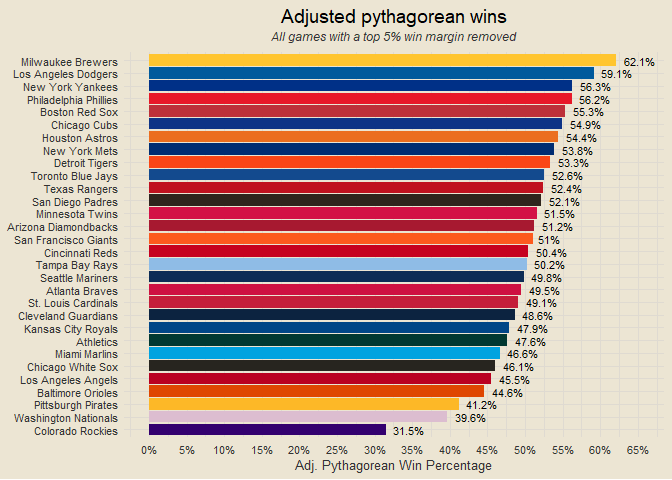 Adjusted pythagorean wins
All games with a top 5% win margin removed
Milwaukee Brewers 62.1%
Los Angeles Dodgers 59.1%
New York Yankees 56.3%
Philadelphia Phillies 56.2%
Boston Red Sox 55.3%
Chicago Cubs 54.9%
Houston Astros 54.4%
New York Mets 53.8%
Detroit Tigers 53.3%
Toronto Blue Jays 52.6%
Texas Rangers 52.4%
San Diego Padres 52.1%
Minnesota Twins 51.5%
Arizona Diamondbacks 51.2%
San Francisco Giants 51%
Cincinnati Reds 50.4%
Tampa Bay Rays 50.2%
Seattle Mariners 49.8%
Atlanta Braves 49.5%
St. Louis Cardinals 49.1%
Cleveland Guardians 48.6%
Kansas City Royals 47.9%
Athletics 47.6%
Miami Marlins 46.6%
Chicago White Sox 46.1%
Los Angeles Angels 45.5%
Baltimore Orioles 44.6%
Pittsburgh Pirates 41.2%
Washington Nationals 39.6%
Colorado Rockies 31.5%
0% 5% 10% 15% 20% 25% 30% 35% 40% 45% 50% 55% 60% 65%
Adj. Pythagorean Win Percentage